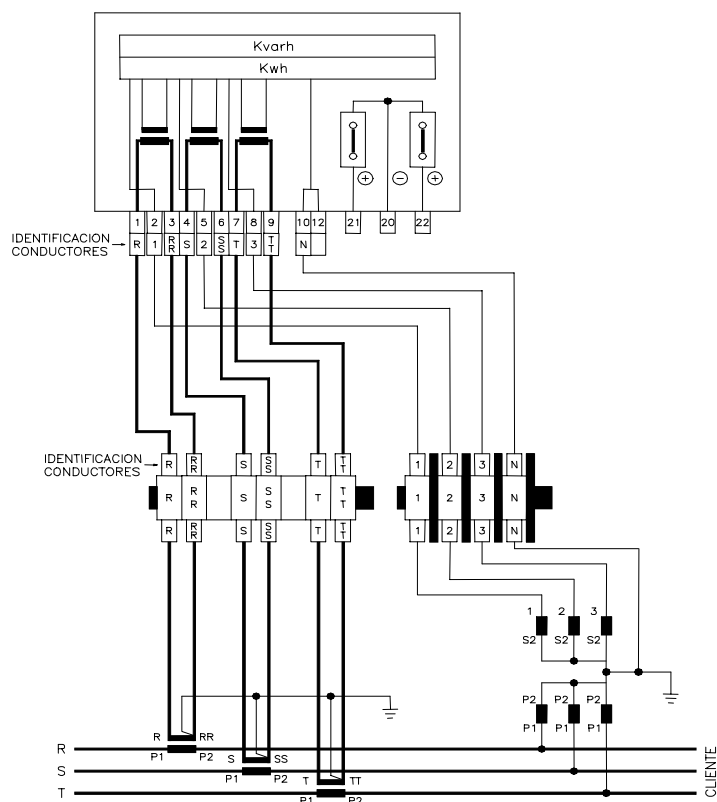 Kvarh
Kwh
+ − +
1 2 3 4 5 6 7 8 9 10 12 21 20 22
IDENTIFICACION
CONDUCTORES
R 1 RR S 2 SS T 3 TT N
IDENTIFICACION
CONDUCTORES
R RR S SS T TT 1 2 3 N
R RR S SS T TT 1 2 3 N
R RR S SS T TT 1 2 3 N
1 2 3
S2 S2 S2
P2 P2 P2
P1 P1 P1
R RR
R P1 P2
S SS
S P1 P2
T TT
T P1 P2
CLIENTE